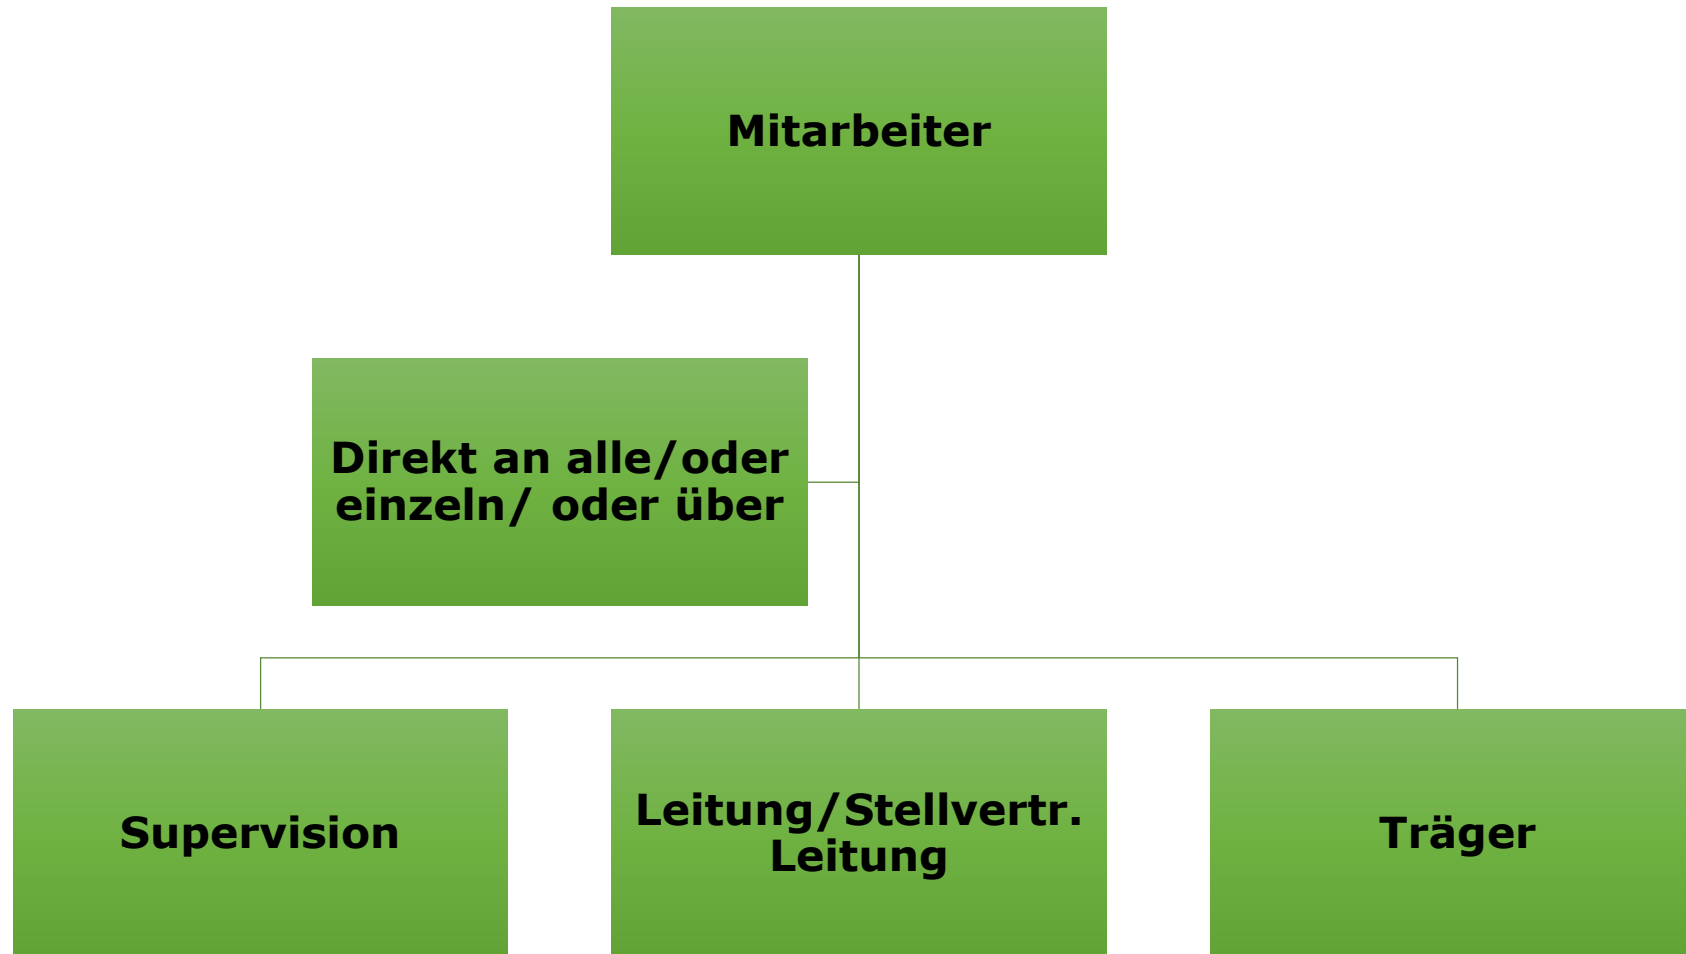 Mitarbeiter
Direkt an alle/oder
einzeln/ oder über
Supervision
Leitung/Stellvertr.
Leitung
Träger